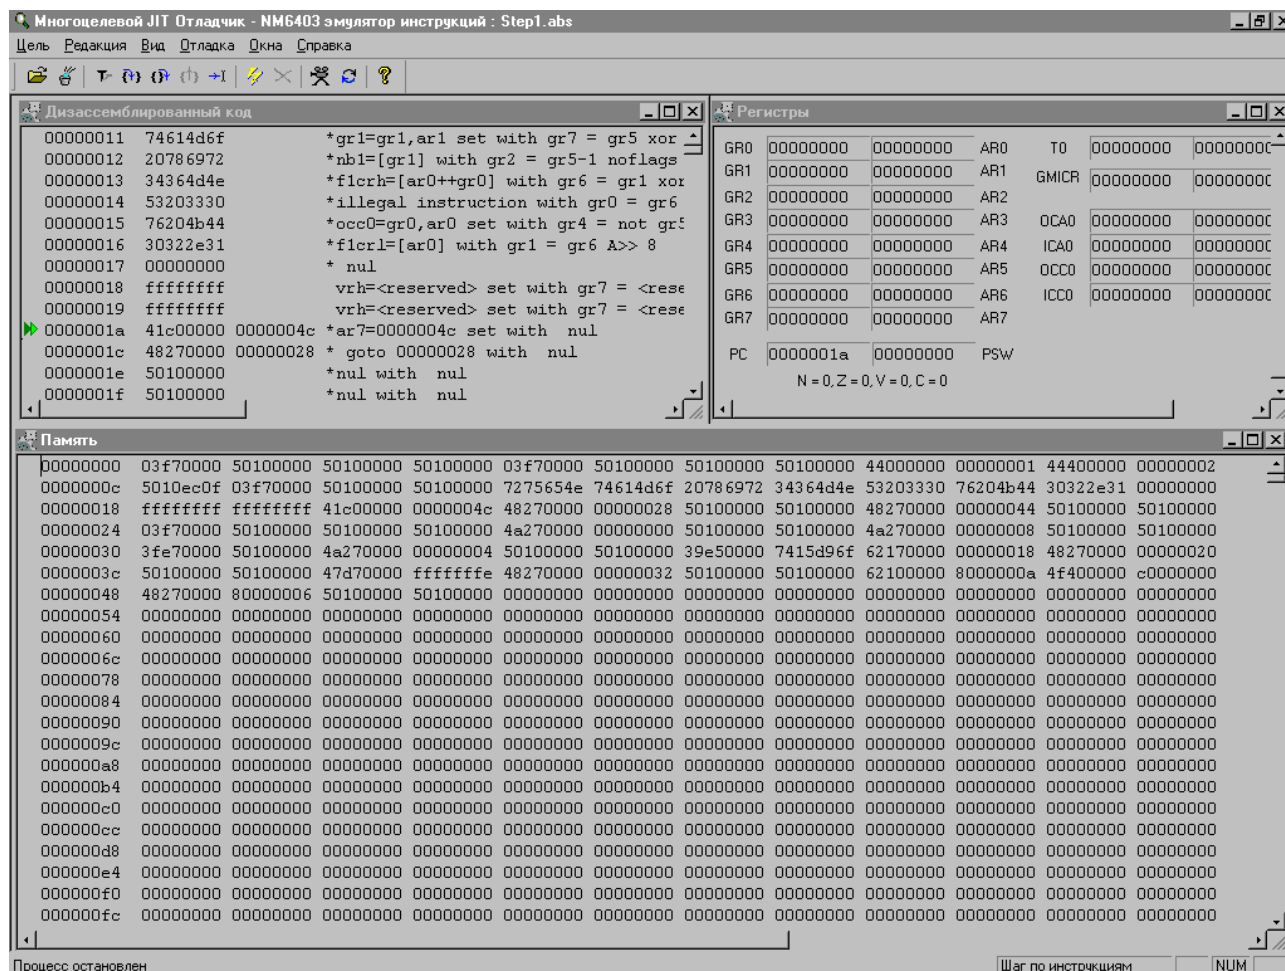 Многоцелевой JIT Отладчик - NM6403 эмулятор инструкций : Step1.abs
Цель Редакция Вид Отладка Окна Справка
Дизассемблированный код
00000011 74614d6f *gr1=gr1,ar1 set with gr7 = gr5 xor
00000012 20786972 *nb1=[gr1] with gr2 = gr5-1 noflags
00000013 34364d4e *f1crh=[ar0++gr0] with gr6 = gr1 xor
00000014 53203330 *illegal instruction with gr0 = gr6
00000015 76204b44 *occ0=gr0,ar0 set with gr4 = not gr5
00000016 30322e31 *f1crl=[ar0] with gr1 = gr6 A>> 8
00000017 00000000 * nul
00000018 ffffffff vrh=<reserved> set with gr7 = <rese
00000019 ffffffff vrh=<reserved> set with gr7 = <rese
0000001a 41c00000 0000004c *ar7=0000004c set with nul
0000001c 48270000 00000028 * goto 00000028 with nul
0000001e 50100000 *nul with nul
0000001f 50100000 *nul with nul
Регистры
GR0 00000000 00000000 AR0 T0 00000000 00000000
GR1 00000000 00000000 AR1 GMICR 00000000 00000000
GR2 00000000 00000000 AR2
GR3 00000000 00000000 AR3 OCA0 00000000 00000000
GR4 00000000 00000000 AR4 ICA0 00000000 00000000
GR5 00000000 00000000 AR5 OCC0 00000000 00000000
GR6 00000000 00000000 AR6 ICC0 00000000 00000000
GR7 00000000 00000000 AR7
PC 0000001a 00000000 PSW
N = 0, Z = 0, V = 0, C = 0
Память
00000000 03f70000 50100000 50100000 50100000 03f70000 50100000 50100000 50100000 44000000 00000001 44400000 00000002
0000000c 5010ec0f 03f70000 50100000 50100000 7275654e 74614d6f 20786972 34364d4e 53203330 76204b44 30322e31 00000000
00000018 ffffffff ffffffff 41c00000 0000004c 48270000 00000028 50100000 50100000 48270000 00000044 50100000 50100000
00000024 03f70000 50100000 50100000 50100000 4a270000 00000000 50100000 50100000 4a270000 00000008 50100000 50100000
00000030 3fe70000 50100000 4a270000 00000004 50100000 50100000 39e50000 7415d96f 62170000 00000018 48270000 00000020
0000003c 50100000 50100000 47d70000 fffffffe 48270000 00000032 50100000 50100000 62100000 8000000a 4f400000 c0000000
00000048 48270000 80000006 50100000 50100000 00000000 00000000 00000000 00000000 00000000 00000000 00000000 00000000
00000054 00000000 00000000 00000000 00000000 00000000 00000000 00000000 00000000 00000000 00000000 00000000 00000000
00000060 00000000 00000000 00000000 00000000 00000000 00000000 00000000 00000000 00000000 00000000 00000000 00000000
0000006c 00000000 00000000 00000000 00000000 00000000 00000000 00000000 00000000 00000000 00000000 00000000 00000000
00000078 00000000 00000000 00000000 00000000 00000000 00000000 00000000 00000000 00000000 00000000 00000000 00000000
00000084 00000000 00000000 00000000 00000000 00000000 00000000 00000000 00000000 00000000 00000000 00000000 00000000
00000090 00000000 00000000 00000000 00000000 00000000 00000000 00000000 00000000 00000000 00000000 00000000 00000000
0000009c 00000000 00000000 00000000 00000000 00000000 00000000 00000000 00000000 00000000 00000000 00000000 00000000
000000a8 00000000 00000000 00000000 00000000 00000000 00000000 00000000 00000000 00000000 00000000 00000000 00000000
000000b4 00000000 00000000 00000000 00000000 00000000 00000000 00000000 00000000 00000000 00000000 00000000 00000000
000000c0 00000000 00000000 00000000 00000000 00000000 00000000 00000000 00000000 00000000 00000000 00000000 00000000
000000cc 00000000 00000000 00000000 00000000 00000000 00000000 00000000 00000000 00000000 00000000 00000000 00000000
000000d8 00000000 00000000 00000000 00000000 00000000 00000000 00000000 00000000 00000000 00000000 00000000 00000000
000000e4 00000000 00000000 00000000 00000000 00000000 00000000 00000000 00000000 00000000 00000000 00000000 00000000
000000f0 00000000 00000000 00000000 00000000 00000000 00000000 00000000 00000000 00000000 00000000 00000000 00000000
000000fc 00000000 00000000 00000000 00000000 00000000 00000000 00000000 00000000 00000000 00000000 00000000 00000000
Процесс остановлен Шаг по инструкциям NUM